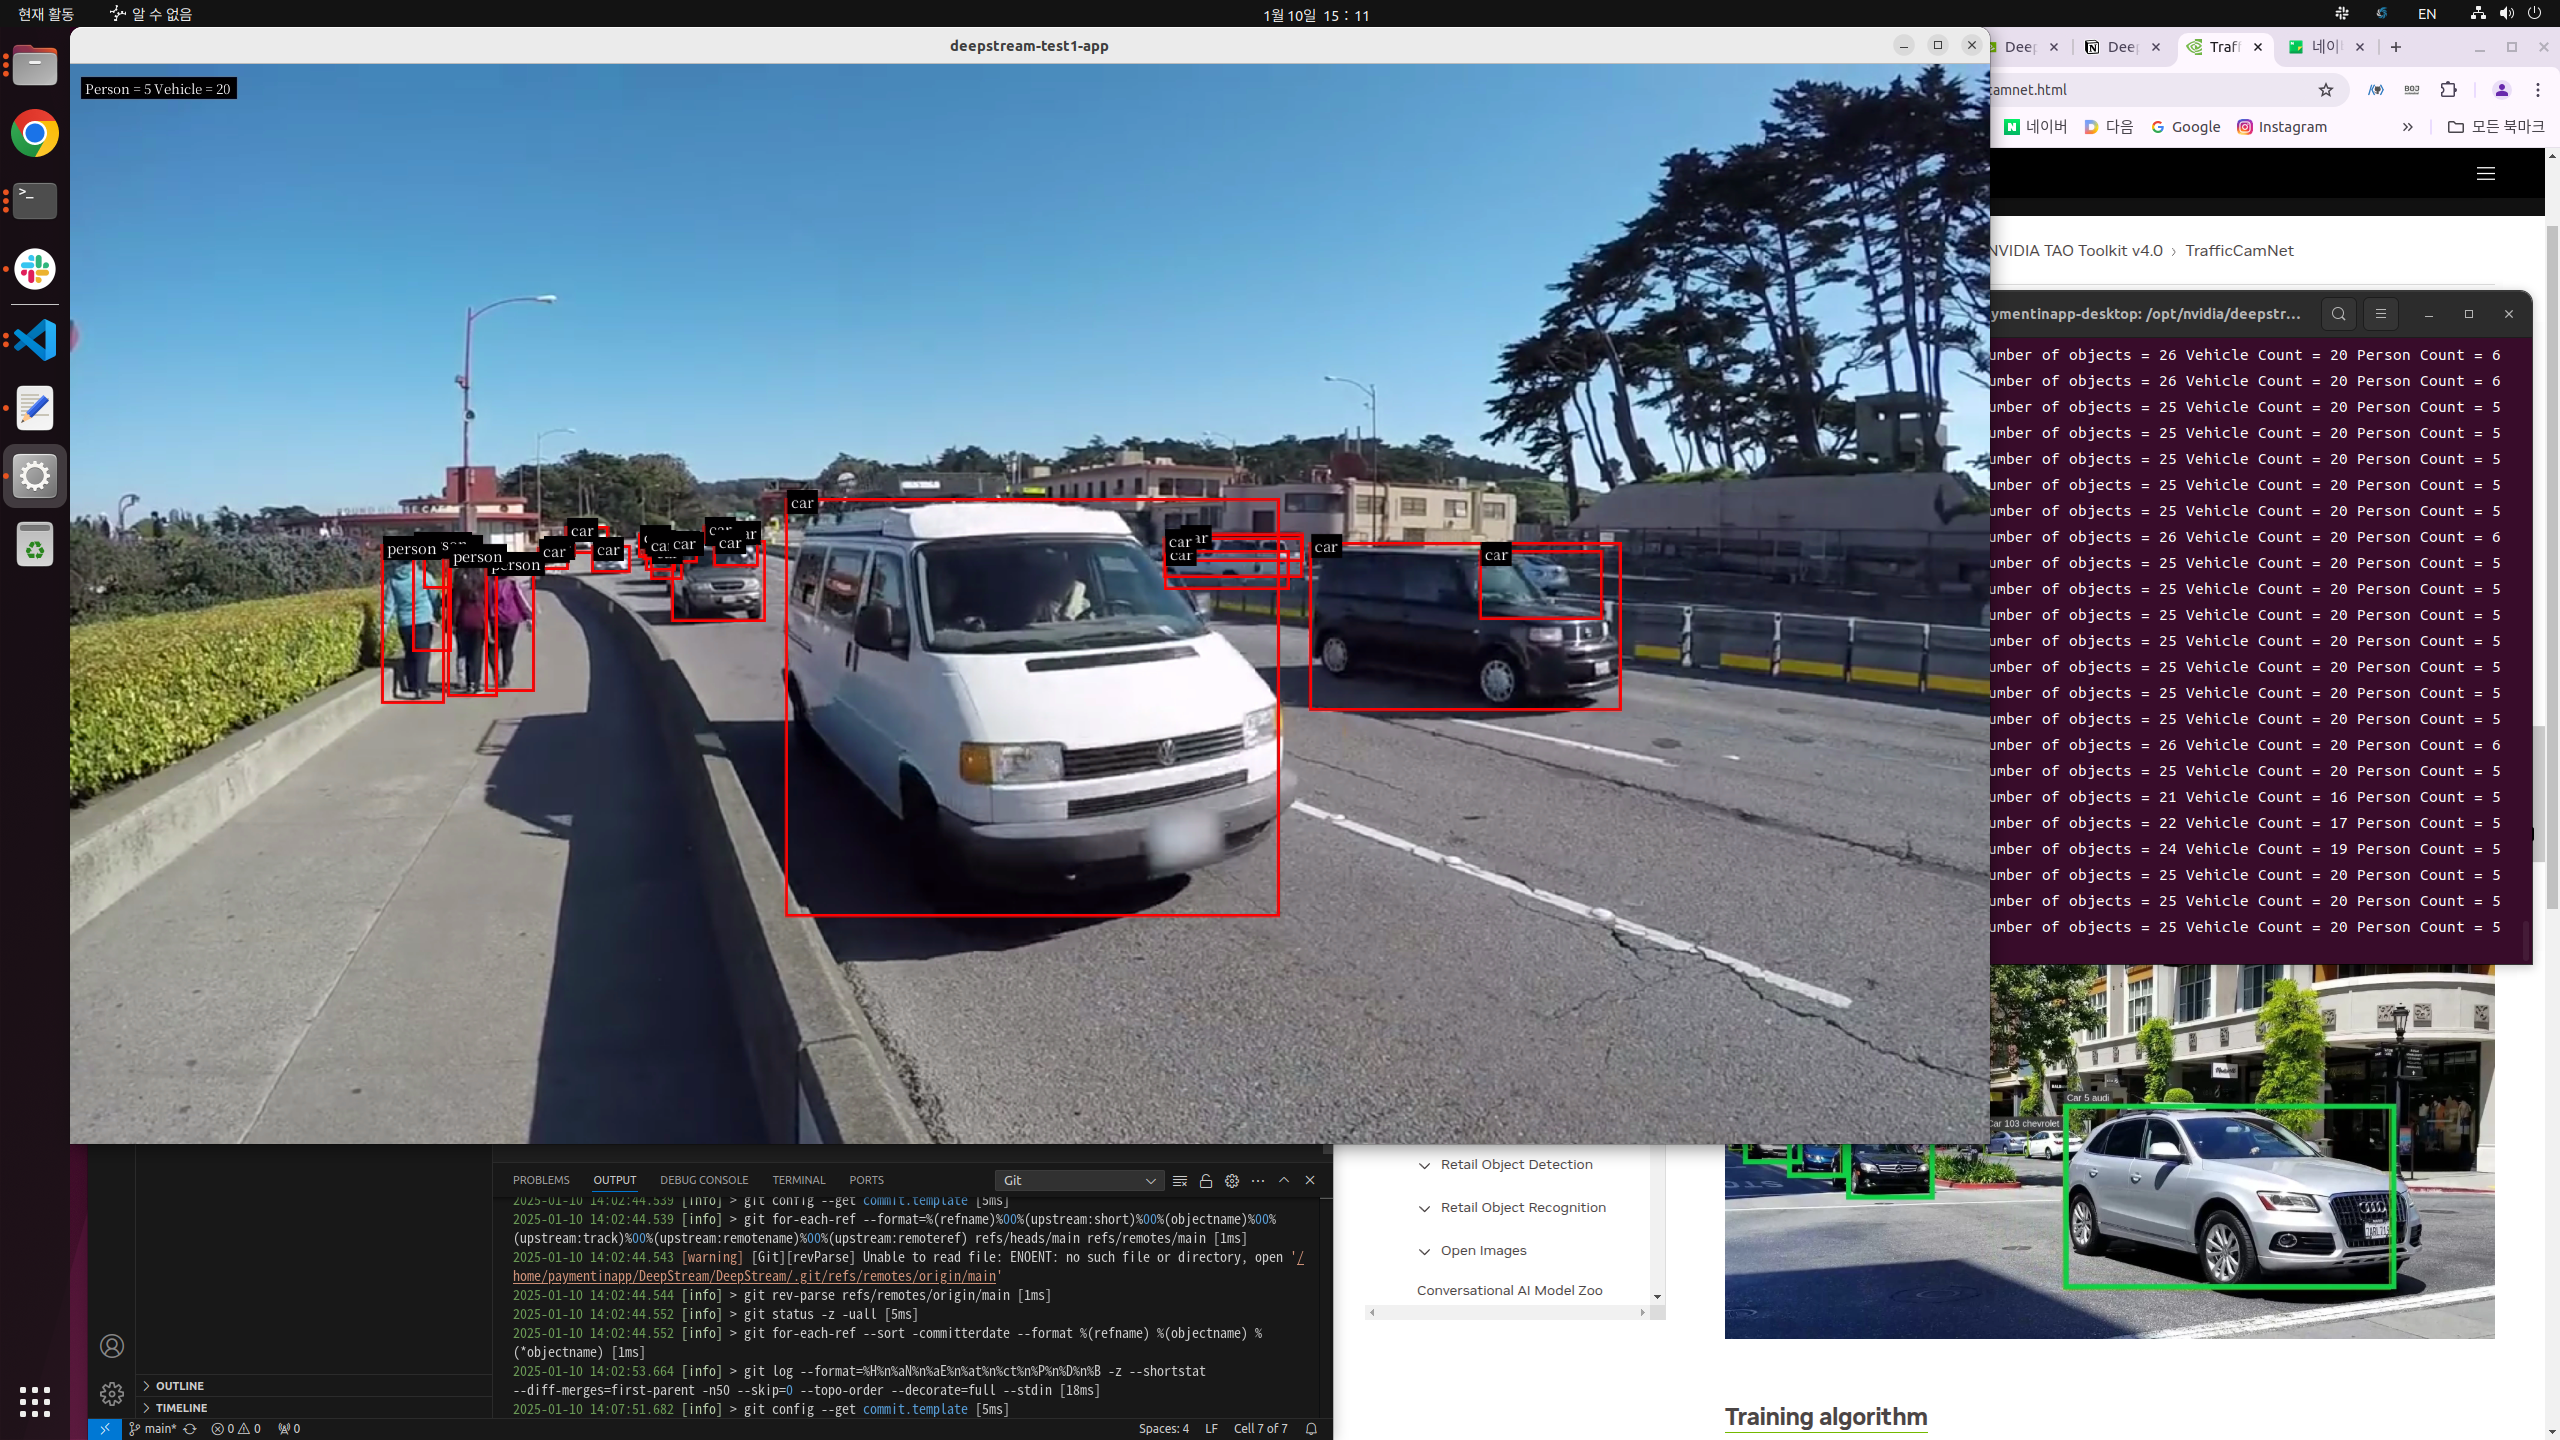 현재 활동
알 수 없음
1월 10일 15 : 11
EN
deepstream-test1-app
Person = 5 Vehicle = 20
car
car
car
car
car
car
car
car
car
car
person
person
person
Deep
Deep
Traff
네이
camnet.html
네이버
다음
Google
Instagram
모든 북마크
NVIDIA TAO Toolkit v4.0
TrafficCamNet
ymentinapp-desktop: /opt/nvidia/deepstr...
umber of objects = 26 Vehicle Count = 20 Person Count = 6
umber of objects = 26 Vehicle Count = 20 Person Count = 6
umber of objects = 25 Vehicle Count = 20 Person Count = 5
umber of objects = 25 Vehicle Count = 20 Person Count = 5
umber of objects = 25 Vehicle Count = 20 Person Count = 5
umber of objects = 25 Vehicle Count = 20 Person Count = 5
umber of objects = 25 Vehicle Count = 20 Person Count = 5
umber of objects = 26 Vehicle Count = 20 Person Count = 6
umber of objects = 25 Vehicle Count = 20 Person Count = 5
umber of objects = 25 Vehicle Count = 20 Person Count = 5
umber of objects = 25 Vehicle Count = 20 Person Count = 5
umber of objects = 25 Vehicle Count = 20 Person Count = 5
umber of objects = 25 Vehicle Count = 20 Person Count = 5
umber of objects = 25 Vehicle Count = 20 Person Count = 5
umber of objects = 25 Vehicle Count = 20 Person Count = 5
umber of objects = 26 Vehicle Count = 20 Person Count = 6
umber of objects = 25 Vehicle Count = 20 Person Count = 5
umber of objects = 21 Vehicle Count = 16 Person Count = 5
umber of objects = 22 Vehicle Count = 17 Person Count = 5
umber of objects = 24 Vehicle Count = 19 Person Count = 5
umber of objects = 25 Vehicle Count = 20 Person Count = 5
umber of objects = 25 Vehicle Count = 20 Person Count = 5
umber of objects = 25 Vehicle Count = 20 Person Count = 5
Car 5 audi
Car 103 chevrolet
PROBLEMS
OUTPUT
DEBUG CONSOLE
TERMINAL
PORTS
Git
2025-01-10 14:02:44.539 [info] > git config --get commit.template [5ms]
2025-01-10 14:02:44.539 [info] > git for-each-ref --format=%(refname)%00%(upstream:short)%00%(objectname)%00%
(upstream:track)%00%(upstream:remotename)%00%(upstream:remoteref) refs/heads/main refs/remotes/main [1ms]
2025-01-10 14:02:44.543 [warning] [Git][revParse] Unable to read file: ENOENT: no such file or directory, open '/
home/paymentinapp/DeepStream/DeepStream/.git/refs/remotes/origin/main'
2025-01-10 14:02:44.544 [info] > git rev-parse refs/remotes/origin/main [1ms]
2025-01-10 14:02:44.552 [info] > git status -z -uall [5ms]
2025-01-10 14:02:44.552 [info] > git for-each-ref --sort -committerdate --format %(refname) %(objectname) %
(*objectname) [1ms]
2025-01-10 14:02:53.664 [info] > git log --format=%H%n%aN%n%aE%n%at%n%ct%n%P%n%D%n%B -z --shortstat
--diff-merges=first-parent -n50 --skip=0 --topo-order --decorate=full --stdin [18ms]
2025-01-10 14:07:51.682 [info] > git config --get commit.template [5ms]
OUTLINE
TIMELINE
main*
0
0
0
Spaces: 4
LF
Cell 7 of 7
Retail Object Detection
Retail Object Recognition
Open Images
Conversational AI Model Zoo
Training algorithm